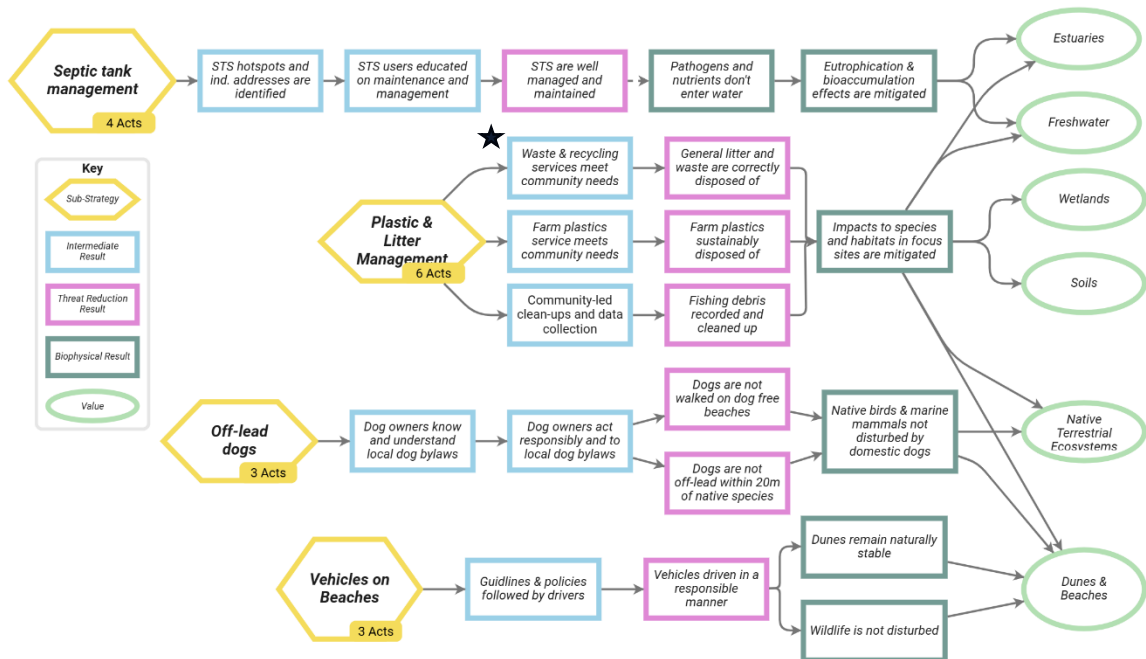 Septic tank
management
4 Acts
STS hotspots and
ind. addresses are
identified
STS users educated
on maintenance and
management
STS are well
managed and
maintained
Pathogens and
nutrients don't
enter water
Eutrophication &
bioaccumulation
effects are mitigated
Estuaries
Freshwater
Key
Sub-Strategy
Intermediate
Result
Threat Reduction
Result
Biophysical Result
Value
Plastic &
Litter
Management
6 Acts
Waste & recycling
services meet
community needs
General litter and
waste are correctly
disposed of
Farm plastics
service meets
community needs
Farm plastics
sustainably
disposed of
Community-led
clean-ups and data
collection
Fishing debris
recorded and
cleaned up
Impacts to species
and habitats in focus
sites are mitigated
Wetlands
Soils
Off-lead
dogs
3 Acts
Dog owners know
and understand
local dog bylaws
Dog owners act
responsibly and to
local dog bylaws
Dogs are not
walked on dog free
beaches
Dogs are not
off-lead within 20m
of native species
Native birds & marine
mammals not
disturbed by
domestic dogs
Native
Terrestrial
Ecosystems
Vehicles on
Beaches
3 Acts
Guidlines & policies
followed by drivers
Vehicles driven in a
responsible
manner
Dunes remain naturally
stable
Wildlife is not disturbed
Dunes &
Beaches